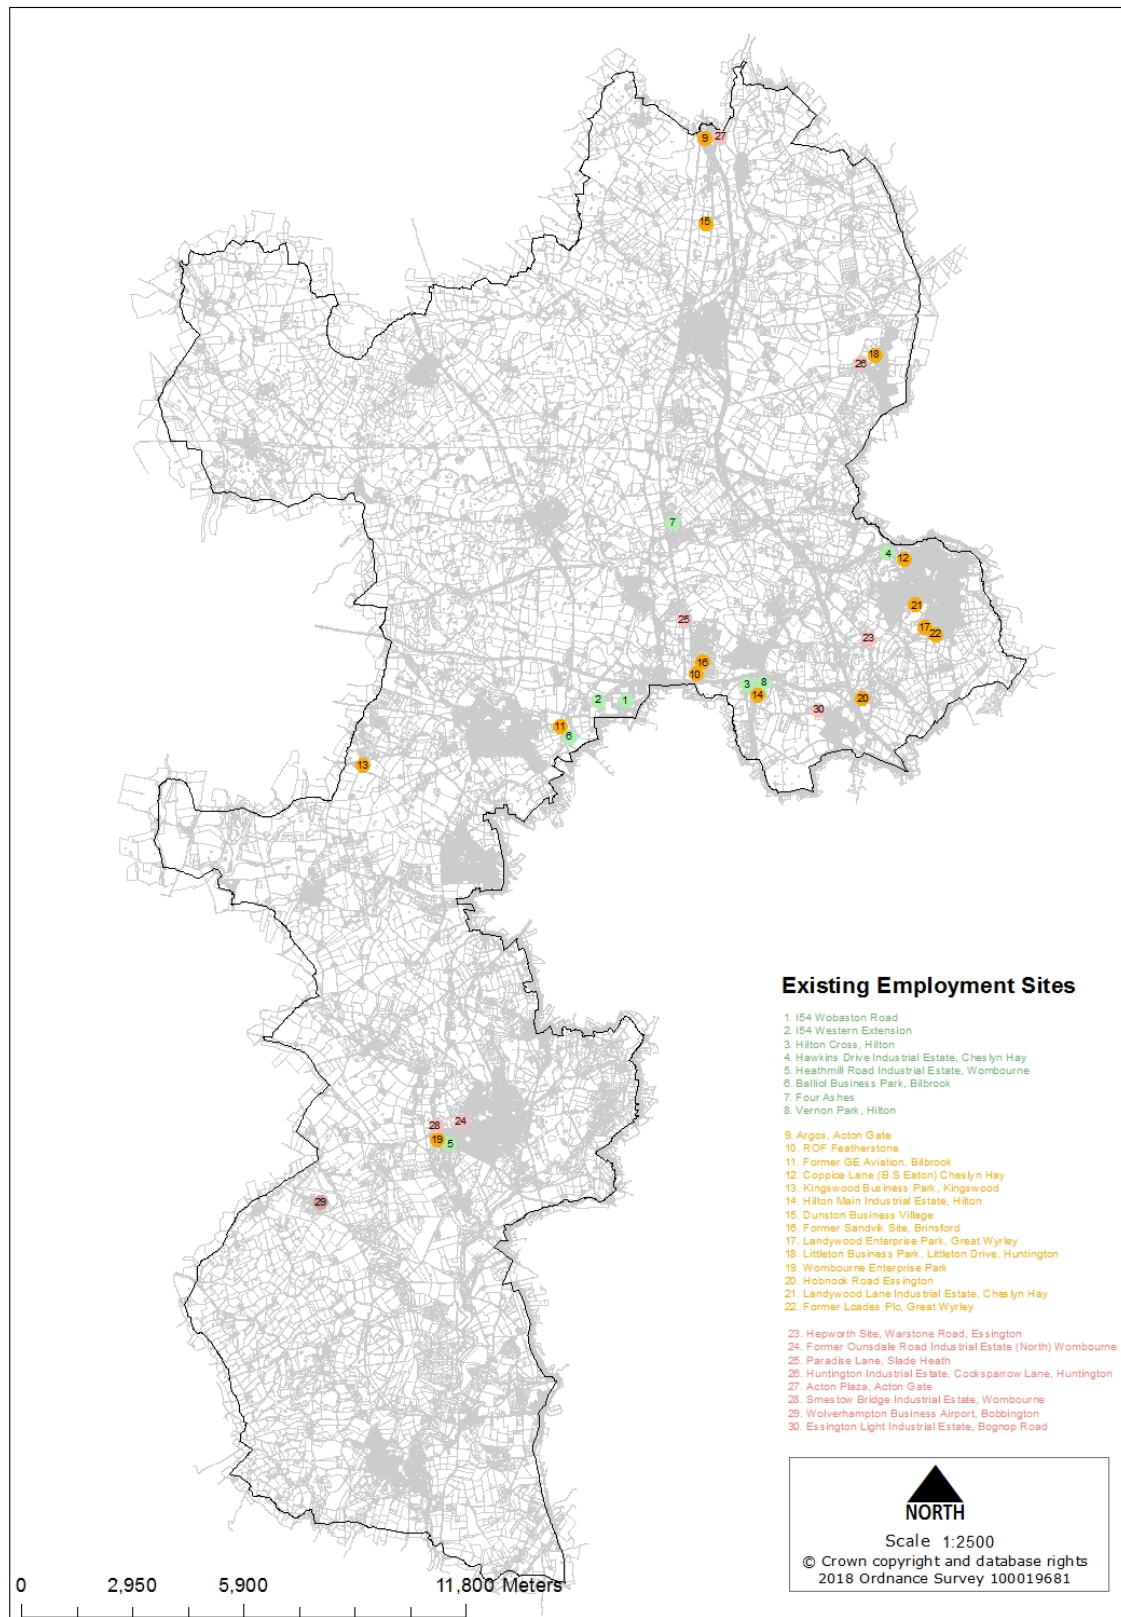 9
27
15
18
26
7
4
12
21
17
22
25
23
16
10
3
8
14
20
30
2
1
11
6
13
28
24
19
5
29
Existing Employment Sites
1. I54 Wobaston Road
2. I54 Western Extension
3. Hilton Cross, Hilton
4. Hawkins Drive Industrial Estate, Cheslyn Hay
5. Heathmill Road Industrial Estate, Wombourne
6. Balliol Business Park, Bilbrook
7. Four Ashes
8. Vernon Park, Hilton
9. Argos, Acton Gate
10. ROF Featherstone
11. Former GE Aviation, Bilbrook
12. Coppice Lane (B.S Eaton) Cheslyn Hay
13. Kingswood Business Park, Kingswood
14. Hilton Main Industrial Estate, Hilton
15. Dunston Business Village
16. Former Sandvik Site, Brinsford
17. Landywood Enterprise Park, Great Wyrley
18. Littleton Business Park, Littleton Drive, Huntington
19. Wombourne Enterprise Park
20. Hobnock Road Essington
21. Landywood Lane Industrial Estate, Cheslyn Hay
22. Former Loades Plc, Great Wyrley
23. Hepworth Site, Warstone Road, Essington
24. Former Ounsdale Road Industrial Estate (North) Wombourne
25. Paradise Lane, Slade Heath
26. Huntington Industrial Estate, Cocksparrow Lane, Huntington
27. Acton Plaza, Acton Gate
28. Smestow Bridge Industrial Estate, Wombourne
29. Wolverhampton Business Airport, Bobbington
30. Essington Light Industrial Estate, Bognop Road
NORTH
Scale 1:2500
© Crown copyright and database rights
2018 Ordnance Survey 100019681
0 2,950 5,900 11,800 Meters